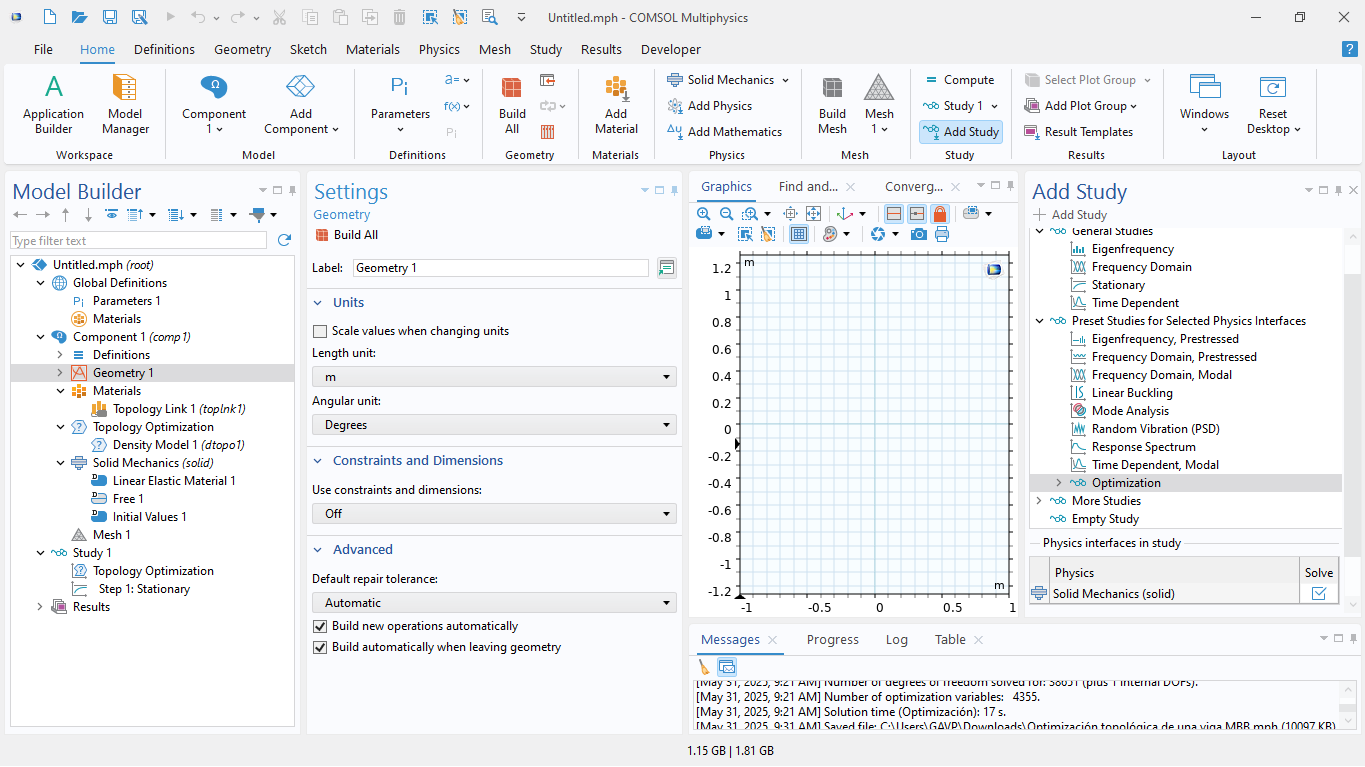 Untitled.mph - COMSOL Multiphysics
File Home Definitions Geometry Sketch Materials Physics Mesh Study Results Developer
?
Application Builder
Model Manager
Workspace
Component 1
Add Component
Model
Pi
Parameters
a=
f(x)
Pi
Definitions
Build All
Geometry
Add Material
Materials
Solid Mechanics
Add Physics
Add Mathematics
Physics
Build Mesh
Mesh 1
Mesh
Compute
Study 1
Add Study
Study
Select Plot Group
Add Plot Group
Result Templates
Results
Windows
Reset Desktop
Layout
Model Builder
Type filter text
Untitled.mph (root)
Global Definitions
Pi Parameters 1
Materials
Component 1 (comp1)
Definitions
Geometry 1
Materials
Topology Link 1 (toplnk1)
Topology Optimization
Density Model 1 (dtopo1)
Solid Mechanics (solid)
Linear Elastic Material 1
Free 1
Initial Values 1
Mesh 1
Study 1
Topology Optimization
Step 1: Stationary
Results
Settings
Geometry
Build All
Label: Geometry 1
Units
Scale values when changing units
Length unit:
m
Angular unit:
Degrees
Constraints and Dimensions
Use constraints and dimensions:
Off
Advanced
Default repair tolerance:
Automatic
Build new operations automatically
Build automatically when leaving geometry
Graphics Find and... Converg...
m
1.2
1
0.8
0.6
0.4
0.2
0
-0.2
-0.4
-0.6
-0.8
-1
-1.2
m
-1 -0.5 0 0.5 1
Add Study
Add Study
General Studies
Eigenfrequency
Frequency Domain
Stationary
Time Dependent
Preset Studies for Selected Physics Interfaces
Eigenfrequency, Prestressed
Frequency Domain, Prestressed
Frequency Domain, Modal
Linear Buckling
Mode Analysis
Random Vibration (PSD)
Response Spectrum
Time Dependent, Modal
Optimization
More Studies
Empty Study
Physics interfaces in study
Physics Solve
Solid Mechanics (solid)
Messages Progress Log Table
[May 31, 2025, 9:21 AM] Number of degrees of freedom solved for: 38651 (plus 1 internal DOFs).
[May 31, 2025, 9:21 AM] Number of optimization variables: 4355.
[May 31, 2025, 9:21 AM] Solution time (Optimización): 17 s.
[May 31, 2025, 9:31 AM] Saved file: C:\Users\GAVP\Downloads\Optimización topológica de una viga MBB.mph (10097 KB)
1.15 GB | 1.81 GB